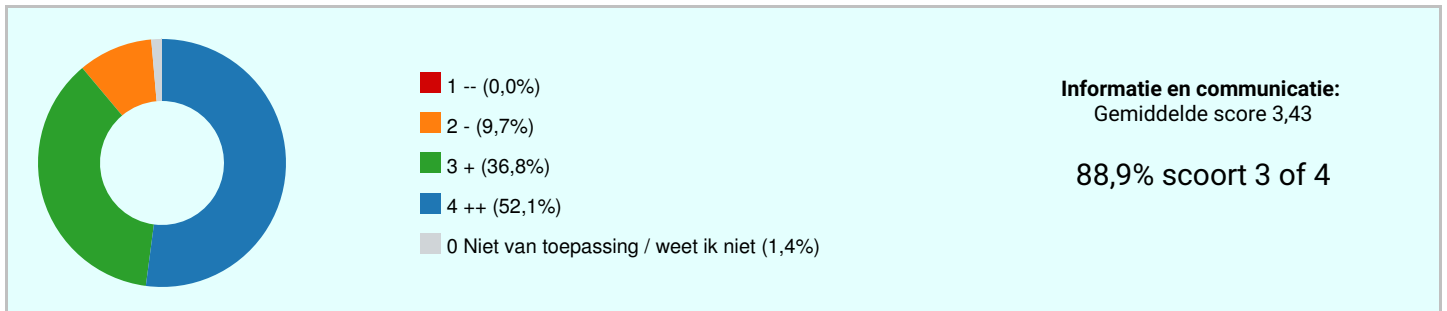 1 -- (0,0%)
2 - (9,7%)
3 + (36,8%)
4 ++ (52,1%)
0 Niet van toepassing / weet ik niet (1,4%)
Informatie en communicatie:
Gemiddelde score 3,43
88,9% scoort 3 of 4